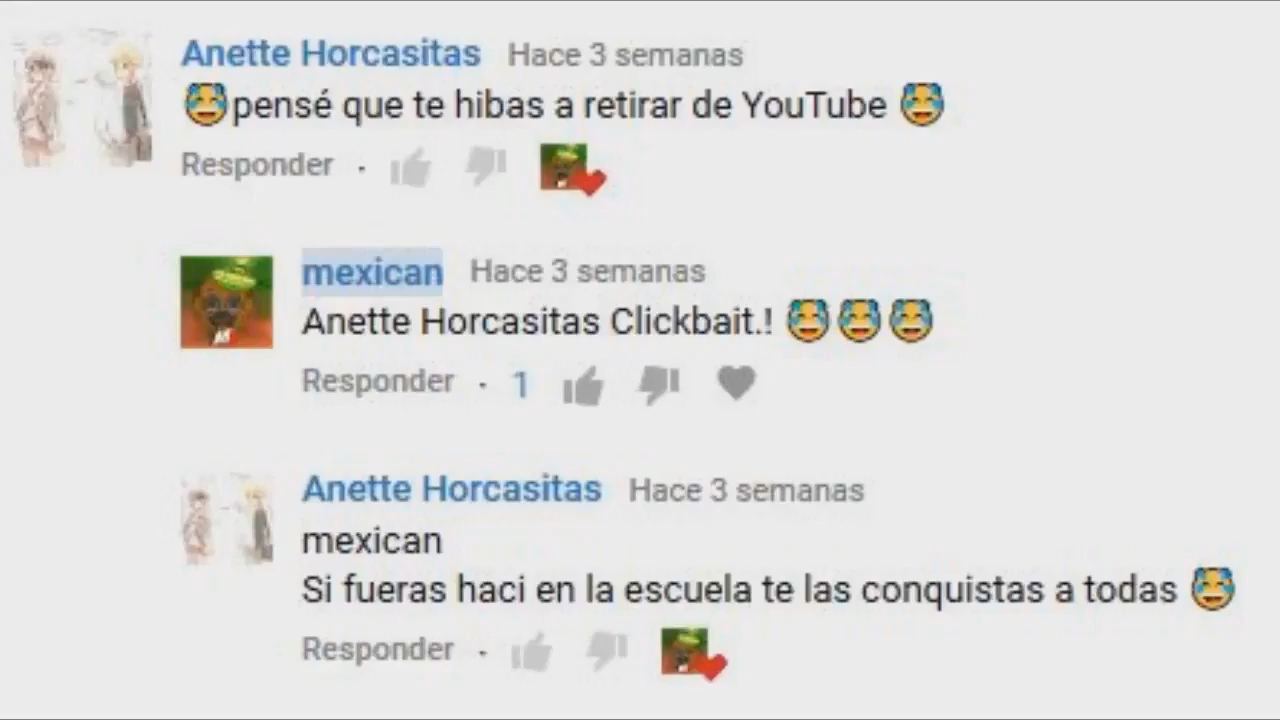 Anette Horcasitas Hace 3 semanas
😂pensé que te hibas a retirar de YouTube 😂
Responder ·
mexican Hace 3 semanas
Anette Horcasitas Clickbait.! 😂😂😂
Responder · 1
Anette Horcasitas Hace 3 semanas
mexican
Si fueras haci en la escuela te las conquistas a todas 😂
Responder ·